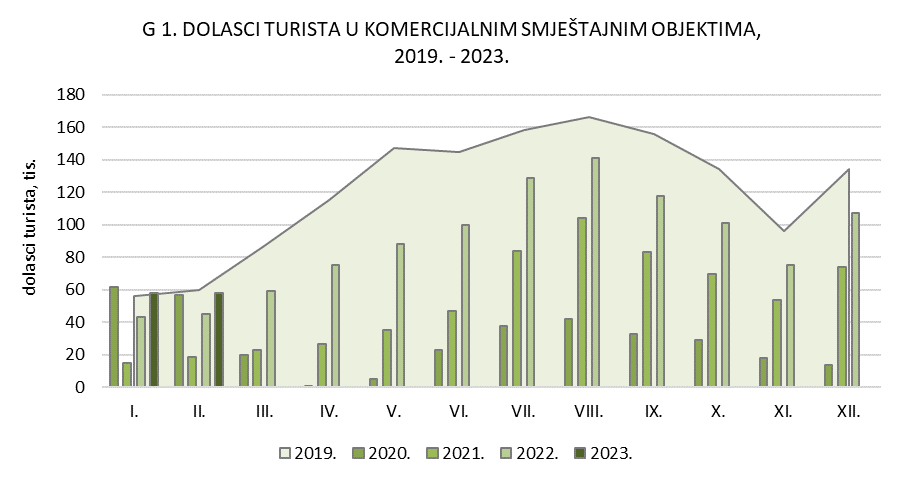 G 1. DOLASCI TURISTA U KOMERCIJALNIM SMJEŠTAJNIM OBJEKTIMA,
2019. - 2023.
dolasci turista, tis.
180
160
140
120
100
80
60
40
20
0
I. II. III. IV. V. VI. VII. VIII. IX. X. XI. XII.
2019. 2020. 2021. 2022. 2023.